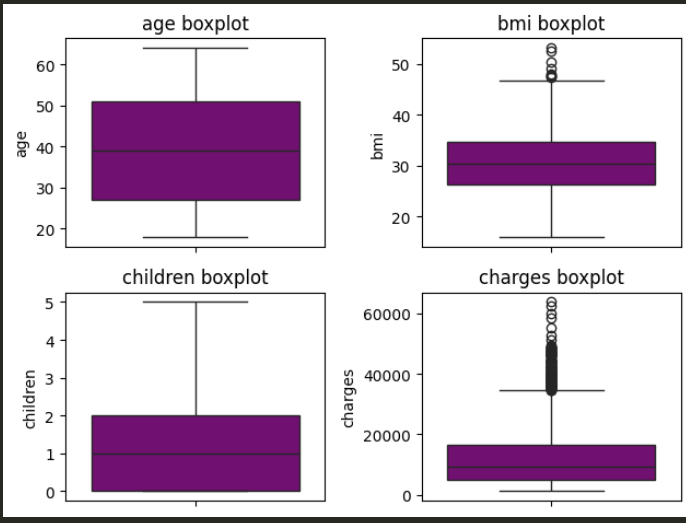 age boxplot
age
60
50
40
30
20
bmi boxplot
bmi
50
40
30
20
children boxplot
children
5
4
3
2
1
0
charges boxplot
charges
60000
40000
20000
0